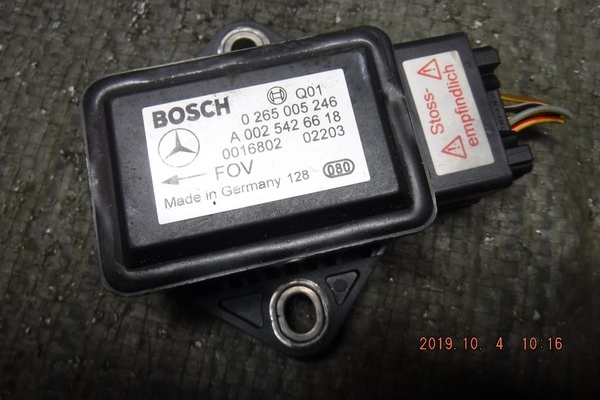 BOSCH
Q01
0 265 005 246
A 002 542 66 18
0016802 02203
FOV
Made in Germany 128 080
Stoss-
empfindlich
2019.10. 4 10:16